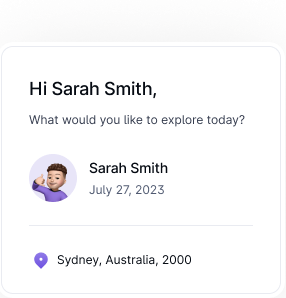 Hi Sarah Smith,
What would you like to explore today?
Sarah Smith
July 27, 2023
Sydney, Australia, 2000